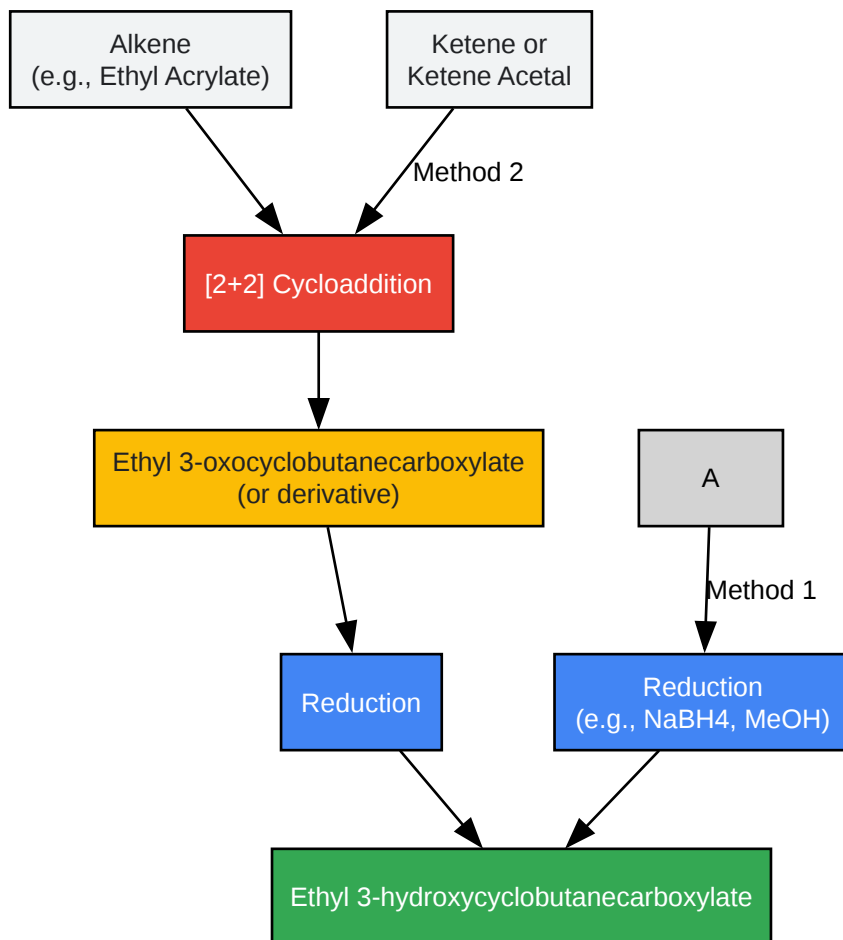 Alkene
(e.g., Ethyl Acrylate)
Ketene or
Ketene Acetal
Method 2
[2+2] Cycloaddition
Ethyl 3-oxocyclobutanecarboxylate
(or derivative)
A
Method 1
Reduction
Reduction
(e.g., NaBH4, MeOH)
Ethyl 3-hydroxycyclobutanecarboxylate